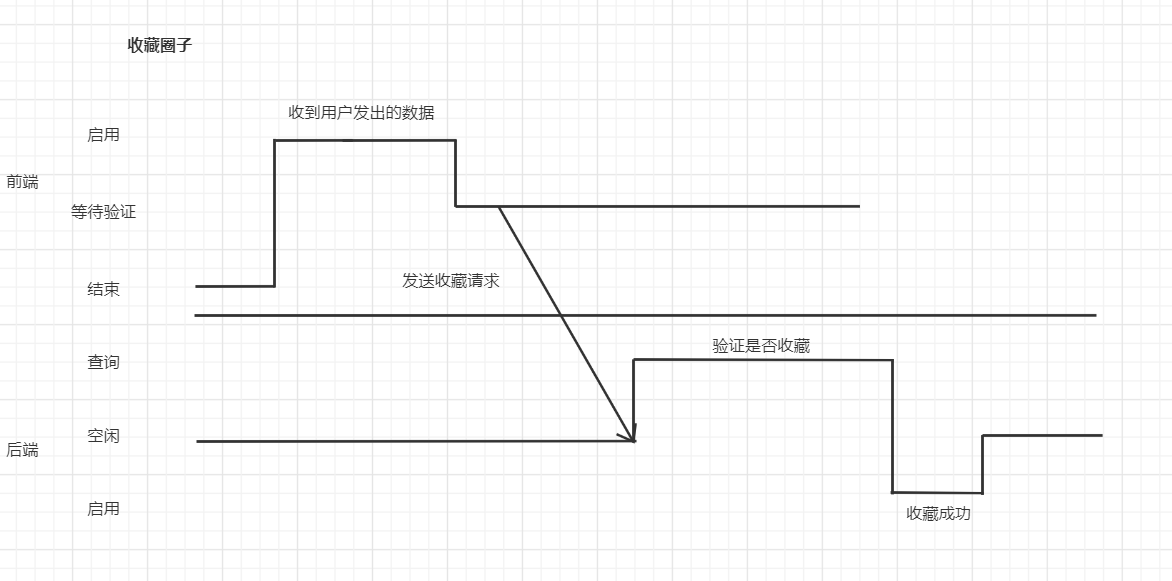 收藏圈子
收到用户发出的数据
启用
前端
等待验证
发送收藏请求
结束
验证是否收藏
查询
空闲
后端
启用
收藏成功